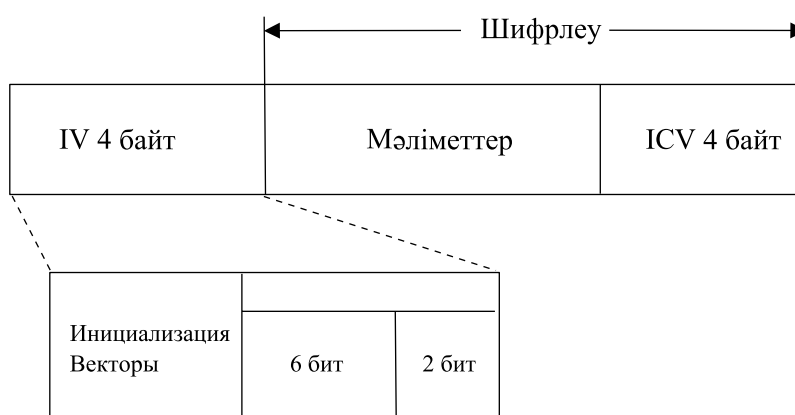 Шифрлеу
IV 4 байт
Мәліметтер
ICV 4 байт
Инициализация
Векторы
6 бит
2 бит